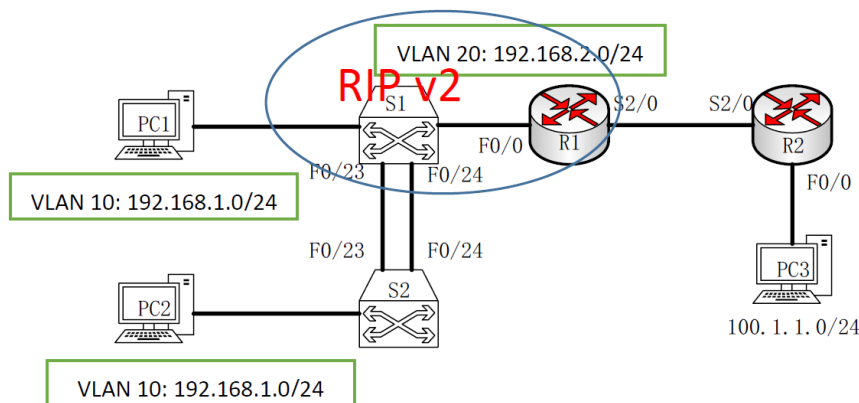 VLAN 20: 192.168.2.0/24
RIP v2
S1
PC1
S2/0
S2/0
F0/0
R1
R2
F0/23
F0/24
F0/0
VLAN 10: 192.168.1.0/24
F0/23
F0/24
PC3
S2
PC2
100.1.1.0/24
VLAN 10: 192.168.1.0/24